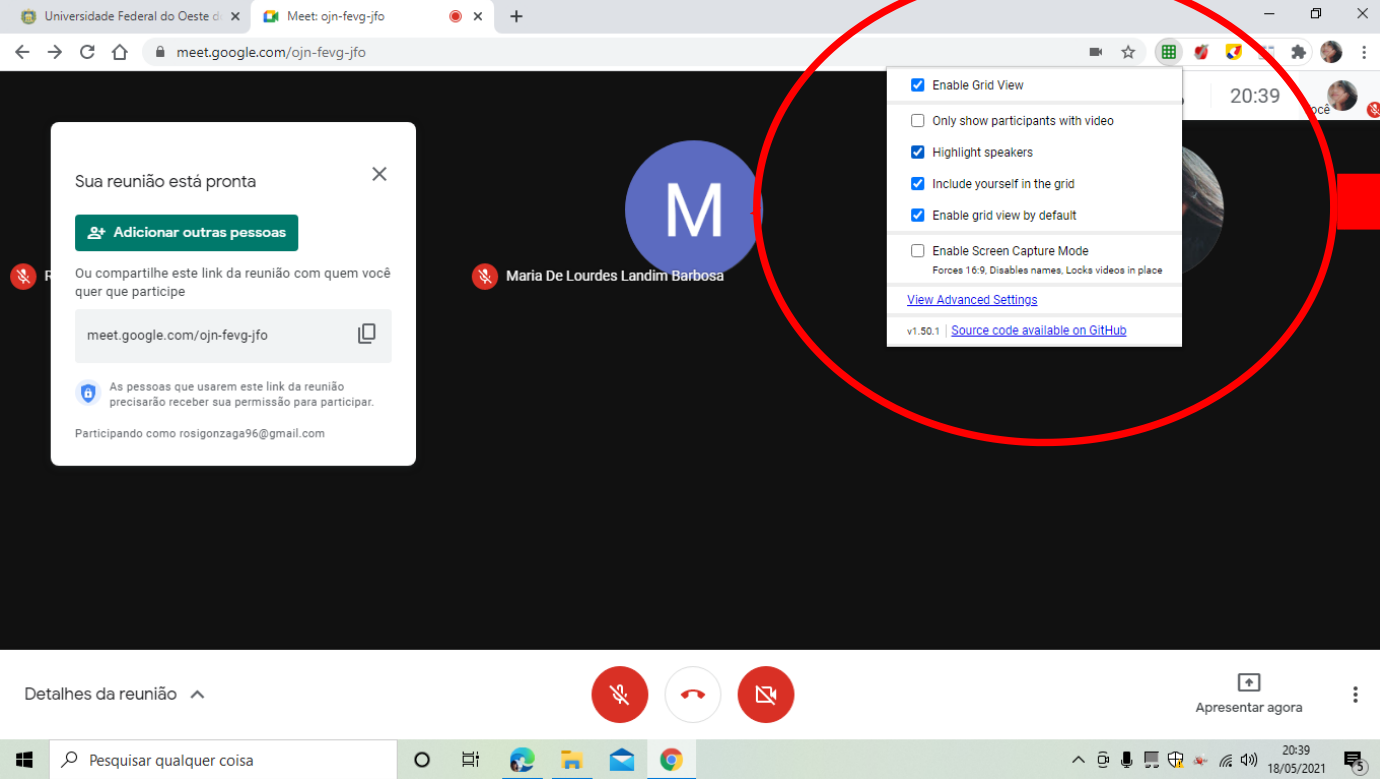 Universidade Federal do Oeste d
Meet: ojn-fevg-jfo
meet.google.com/ojn-fevg-jfo
Enable Grid View
20:39
ocê
Only show participants with video
Highlight speakers
Include yourself in the grid
Enable grid view by default
Enable Screen Capture Mode
Forces 16:9, Disables names, Locks videos in place
View Advanced Settings
v1.50.1 | Source code available on GitHub
Sua reunião está pronta
Adicionar outras pessoas
Ou compartilhe este link da reunião com quem você
quer que participe
meet.google.com/ojn-fevg-jfo
As pessoas que usarem este link da reunião
precisarão receber sua permissão para participar.
Participando como rosigonzaga96@gmail.com
R
M
Maria De Lourdes Landim Barbosa
Detalhes da reunião
Apresentar agora
Pesquisar qualquer coisa
20:39
18/05/2021
5